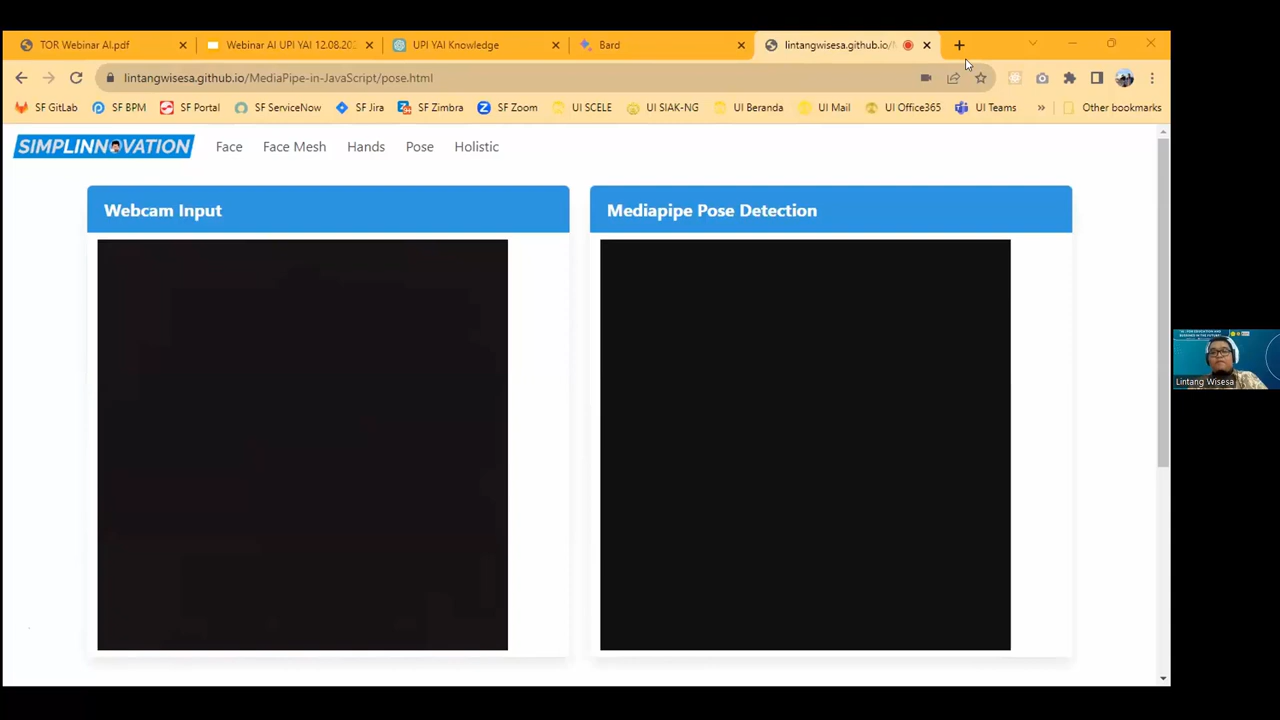 TOR Webinar AI.pdf
Webinar AI UPI YAI 12.08.202
UPI YAI Knowledge
Bard
lintangwisesa.github.io/
lintangwisesa.github.io/MediaPipe-in-JavaScript/pose.html
SF GitLab
SF BPM
SF Portal
SF ServiceNow
SF Jira
SF Zimbra
SF Zoom
UI SCELE
UI SIAK-NG
UI Beranda
UI Mail
UI Office365
UI Teams
»
Other bookmarks
SIMPLINNOVATION
Face
Face Mesh
Hands
Pose
Holistic
Webcam Input
Mediapipe Pose Detection
Lintang Wisesa